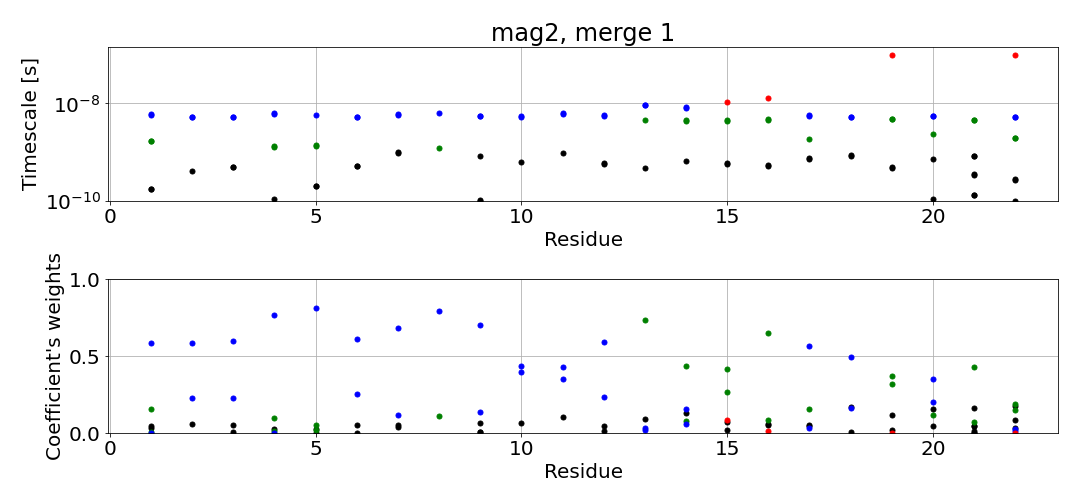 mag2, merge 1
Timescale [s]
10⁻⁸
10⁻¹⁰
0 5 10 15 20
Residue
Coefficient's weights
1.0
0.5
0.0
0 5 10 15 20
Residue